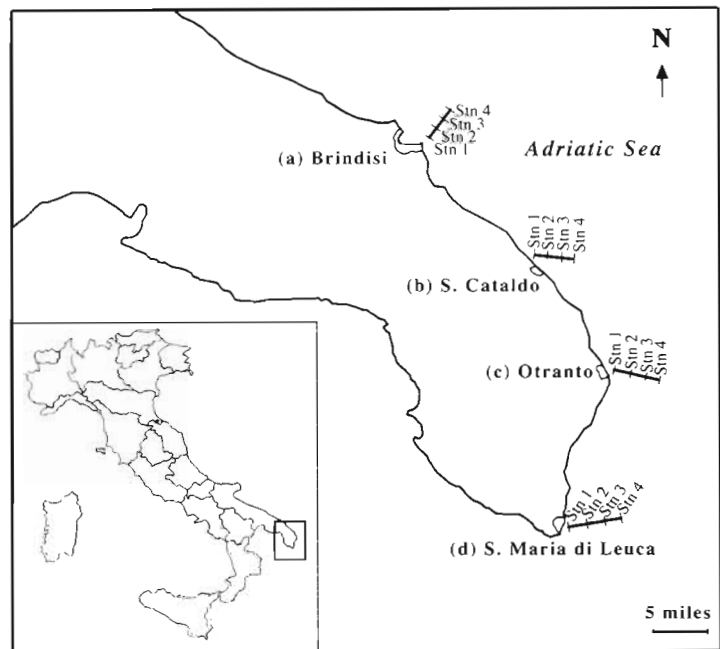 N
Stn 4
Stn 3
Stn 2
Stn 1
Adriatic Sea
(a) Brindisi
Stn 1
Stn 2
Stn 3
Stn 4
(b) S. Cataldo
Stn 1
Stn 2
Stn 3
Stn 4
(c) Otranto
Stn 1
Stn 2
Stn 3
Stn 4
(d) S. Maria di Leuca
5 miles